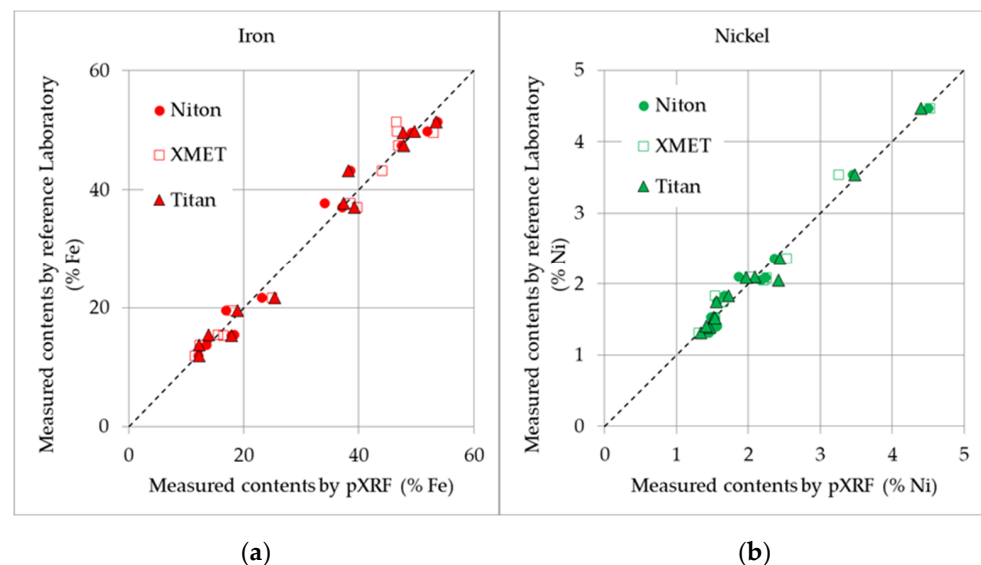 Iron
Measured contents by reference Laboratory
(% Fe)
60
40
20
0
Niton
XMET
Titan
0 20 40 60
Measured contents by pXRF (% Fe)
(a)
Nickel
Measured contents by reference Laboratory
(% Ni)
5
4
3
2
1
0
Niton
XMET
Titan
0 1 2 3 4 5
Measured contents by pXRF (% Ni)
(b)